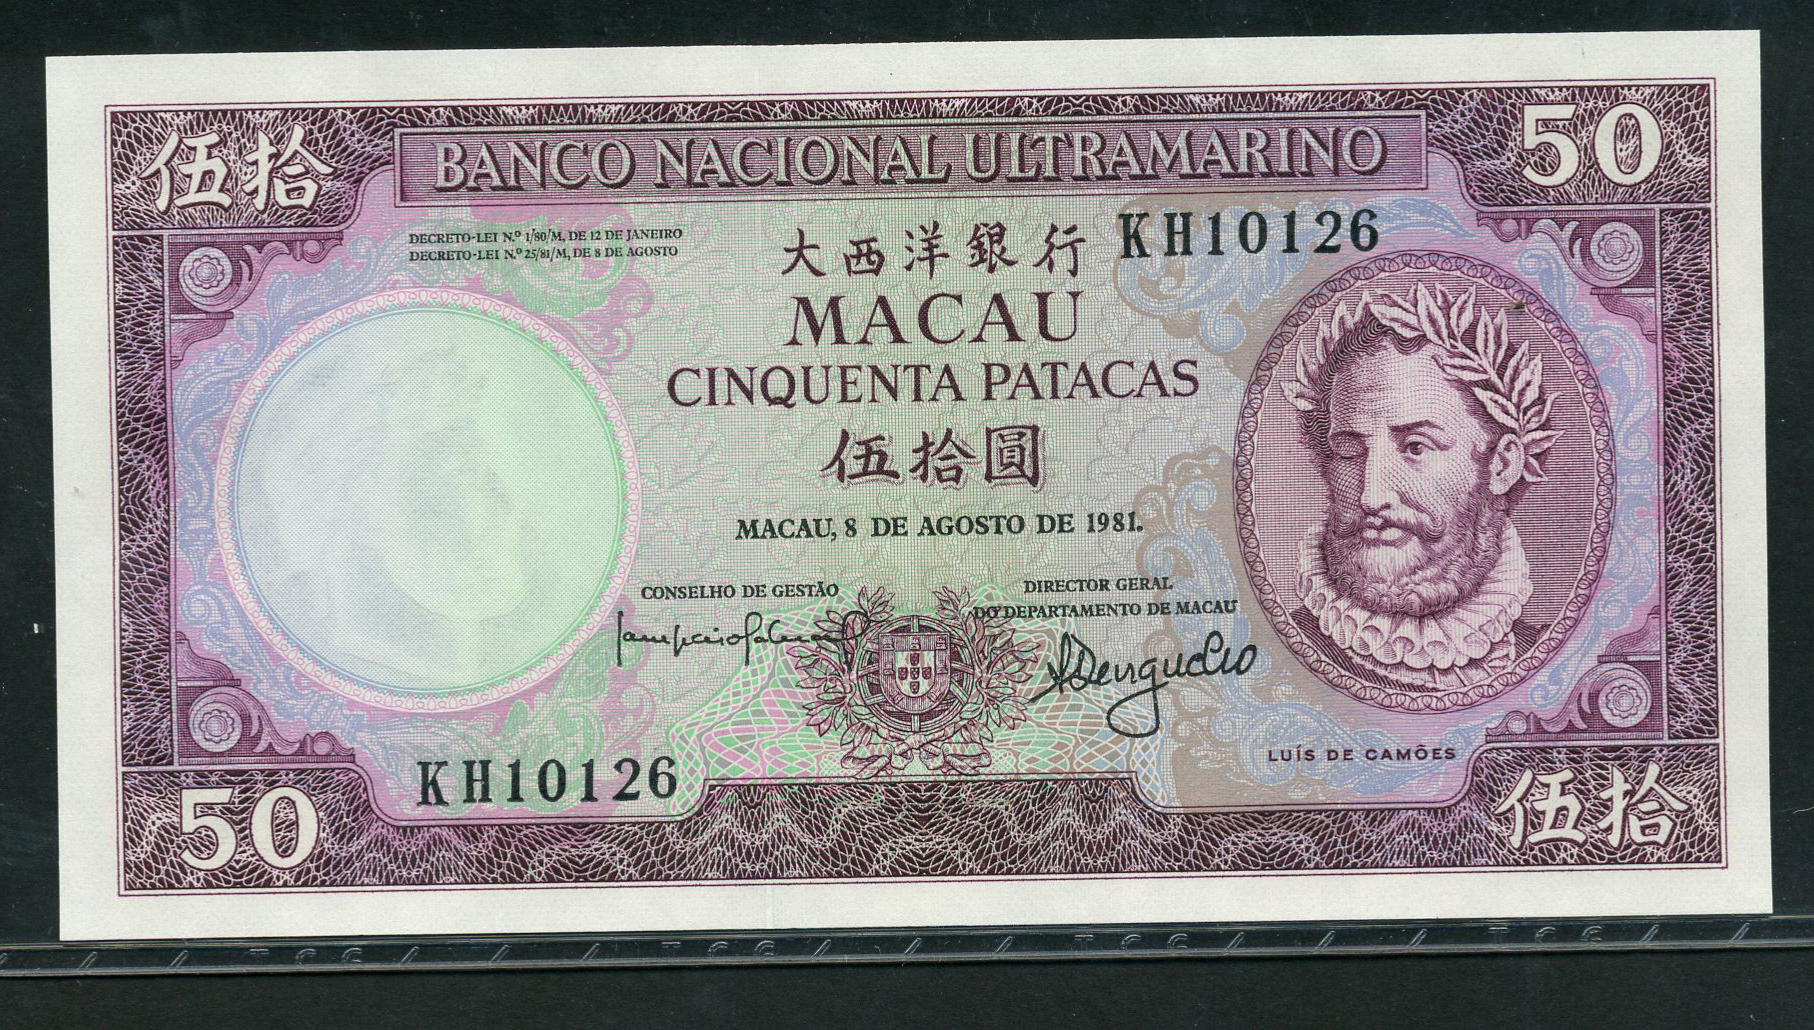 伍拾
BANCO NACIONAL ULTRAMARINO
50
DECRETO-LEI N.º 1/80/M, DE 12 DE JANEIRO
DECRETO-LEI N.º 25/81/M, DE 8 DE AGOSTO
大西洋銀行
KH10126
MACAU
CINQUENTA PATACAS
伍拾圓
MACAU, 8 DE AGOSTO DE 1981.
CONSELHO DE GESTÃO
DIRECTOR GERAL
DO DEPARTAMENTO DE MACAU
LUÍS DE CAMÕES
KH10126
50
伍拾